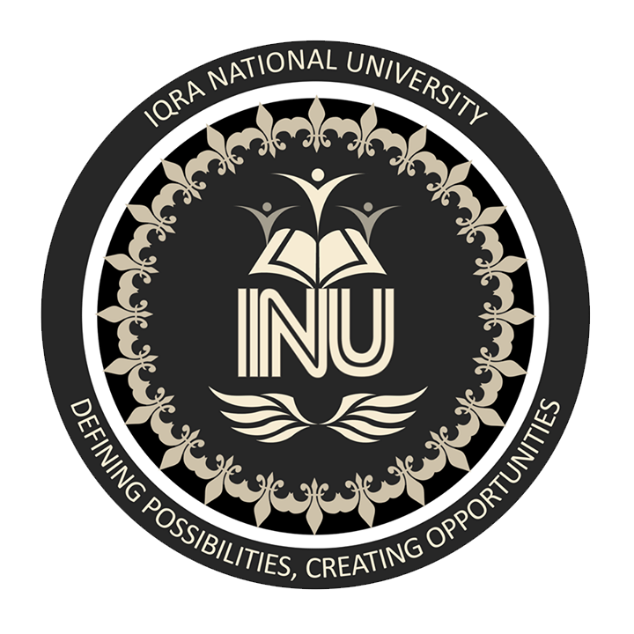 IQRA NATIONAL UNIVERSITY
INU
DEFINING POSSIBILITIES, CREATING OPPORTUNITIES